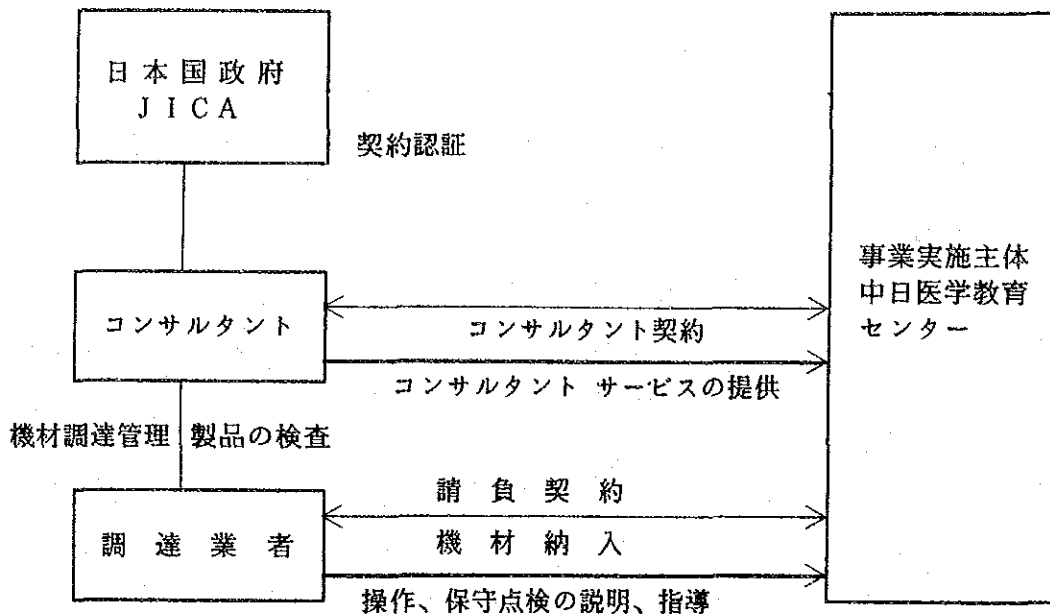 日本国政府
JICA
契約認証
コンサルタント
コンサルタント契約
コンサルタント サービスの提供
事業実施主体
中日医学教育
センター
機材調達管理 製品の検査
調達業者
請負契約
機材納入
操作、保守点検の説明、指導